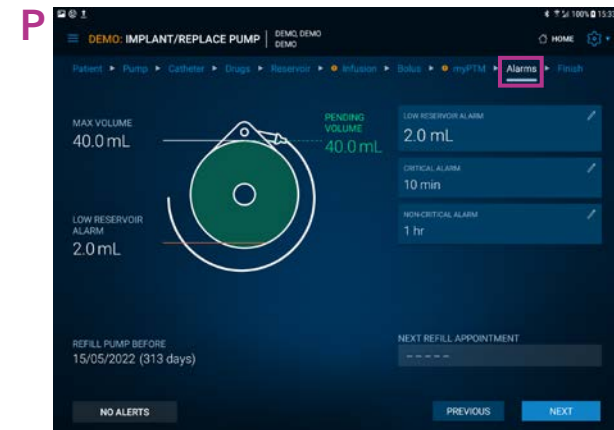 P
100% 15:33
DEMO: IMPLANT/REPLACE PUMP
DEMO, DEMO
DEMO
HOME
Patient ▸ Pump ▸ Catheter ▸ Drugs ▸ Reservoir ▸ Infusion ▸ Bolus ▸ myPTM ▸ Alarms ▸ Finish
MAX VOLUME
40.0 mL
PENDING
VOLUME
40.0 mL
LOW RESERVOIR
ALARM
2.0 mL
LOW RESERVOIR ALARM
2.0 mL
CRITICAL ALARM
10 min
NON-CRITICAL ALARM
1 hr
REFILL PUMP BEFORE
15/05/2022 (313 days)
NEXT REFILL APPOINTMENT
– – – – –
NO ALERTS
PREVIOUS
NEXT